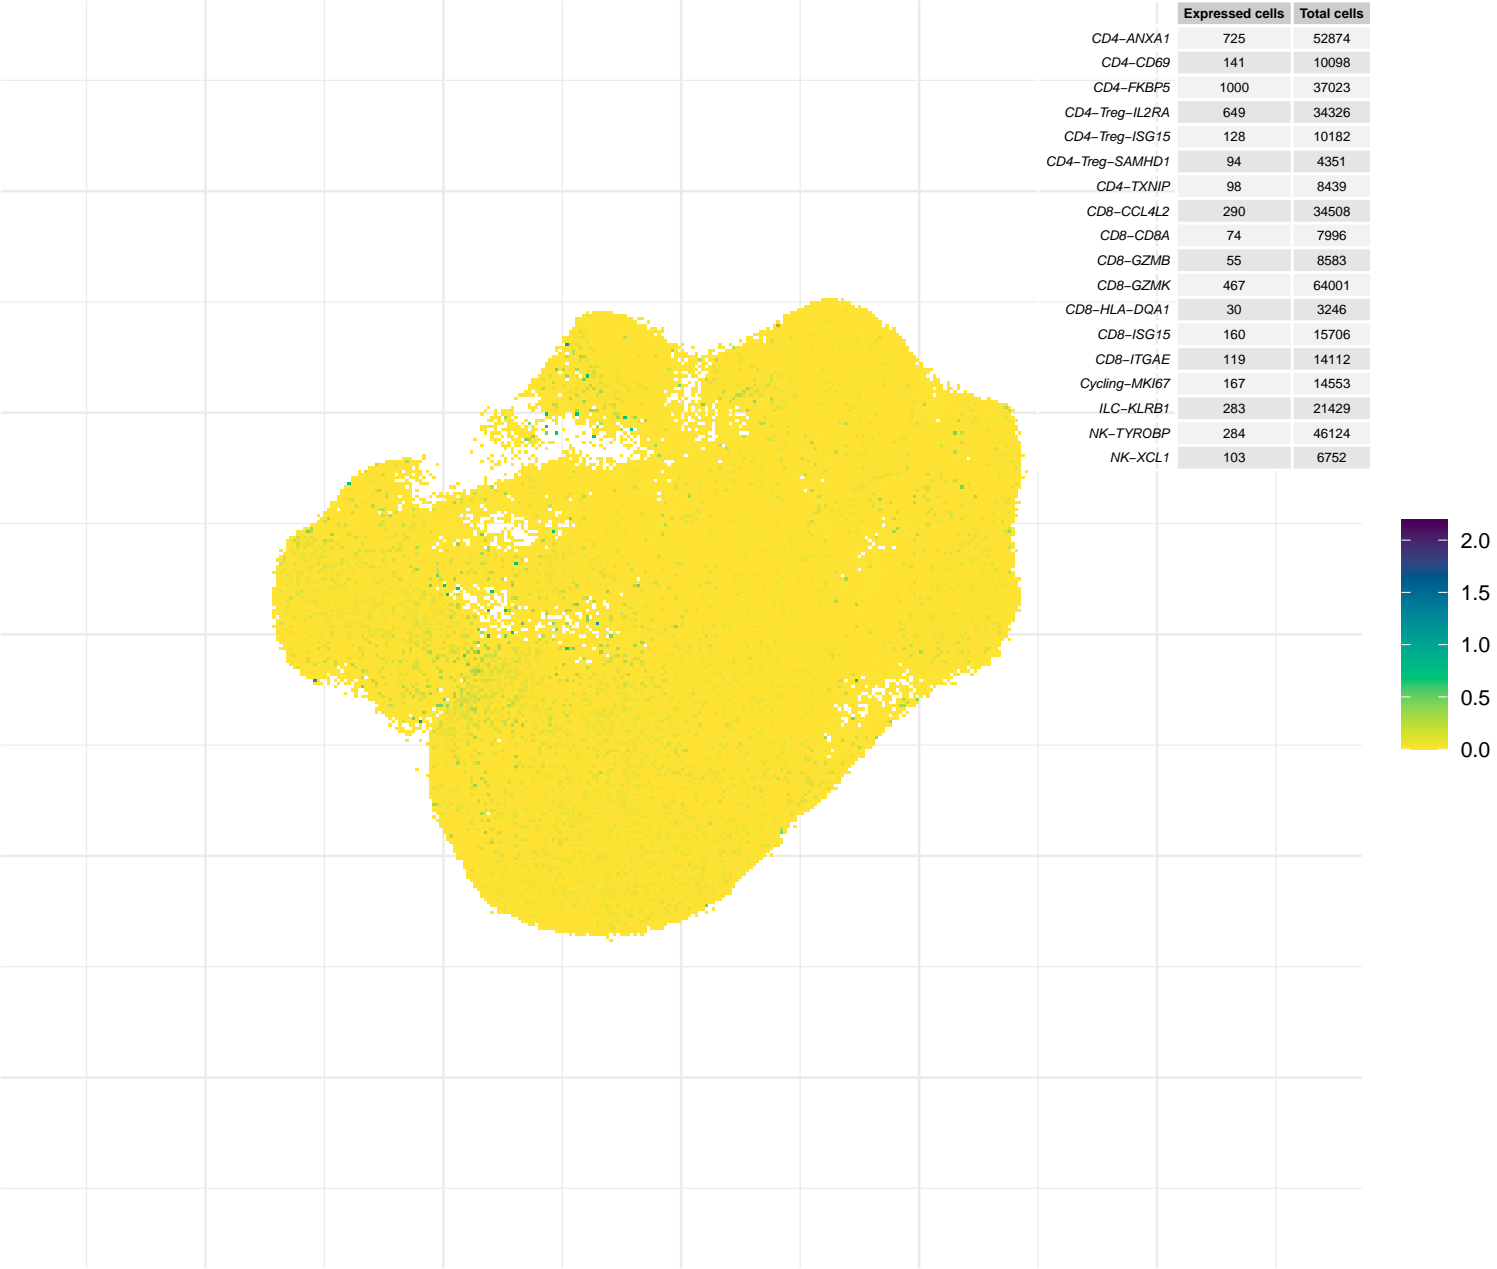 Expressed cells Total cells
CD4−ANXA1 725 52874
CD4−CD69 141 10098
CD4−FKBP5 1000 37023
CD4−Treg−IL2RA 649 34326
CD4−Treg−ISG15 128 10182
CD4−Treg−SAMHD1 94 4351
CD4−TXNIP 98 8439
CD8−CCL4L2 290 34508
CD8−CD8A 74 7996
CD8−GZMB 55 8583
CD8−GZMK 467 64001
CD8−HLA−DQA1 30 3246
CD8−ISG15 160 15706
CD8−ITGAE 119 14112
Cycling−MKI67 167 14553
ILC−KLRB1 283 21429
NK−TYROBP 284 46124
NK−XCL1 103 6752
2.0
1.5
1.0
0.5
0.0